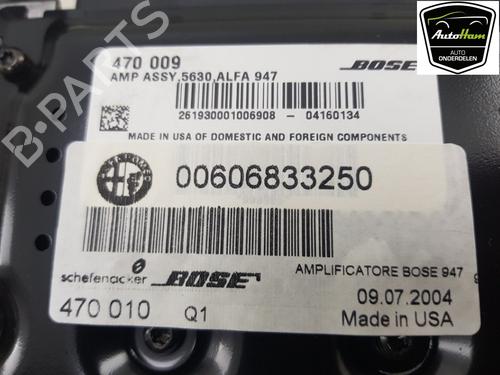 AutoHam
AUTO
ONDERDELEN
B-PARTS
470 009
BOSE
AMP ASSY,5630,ALFA 947
261930001006908 - 04160134
MADE IN USA OF DOMESTIC AND FOREIGN COMPONENTS
00606833250
schefenacker
BOSE
AMPLIFICATORE BOSE 947
470 010
Q1
09.07.2004
Made in USA